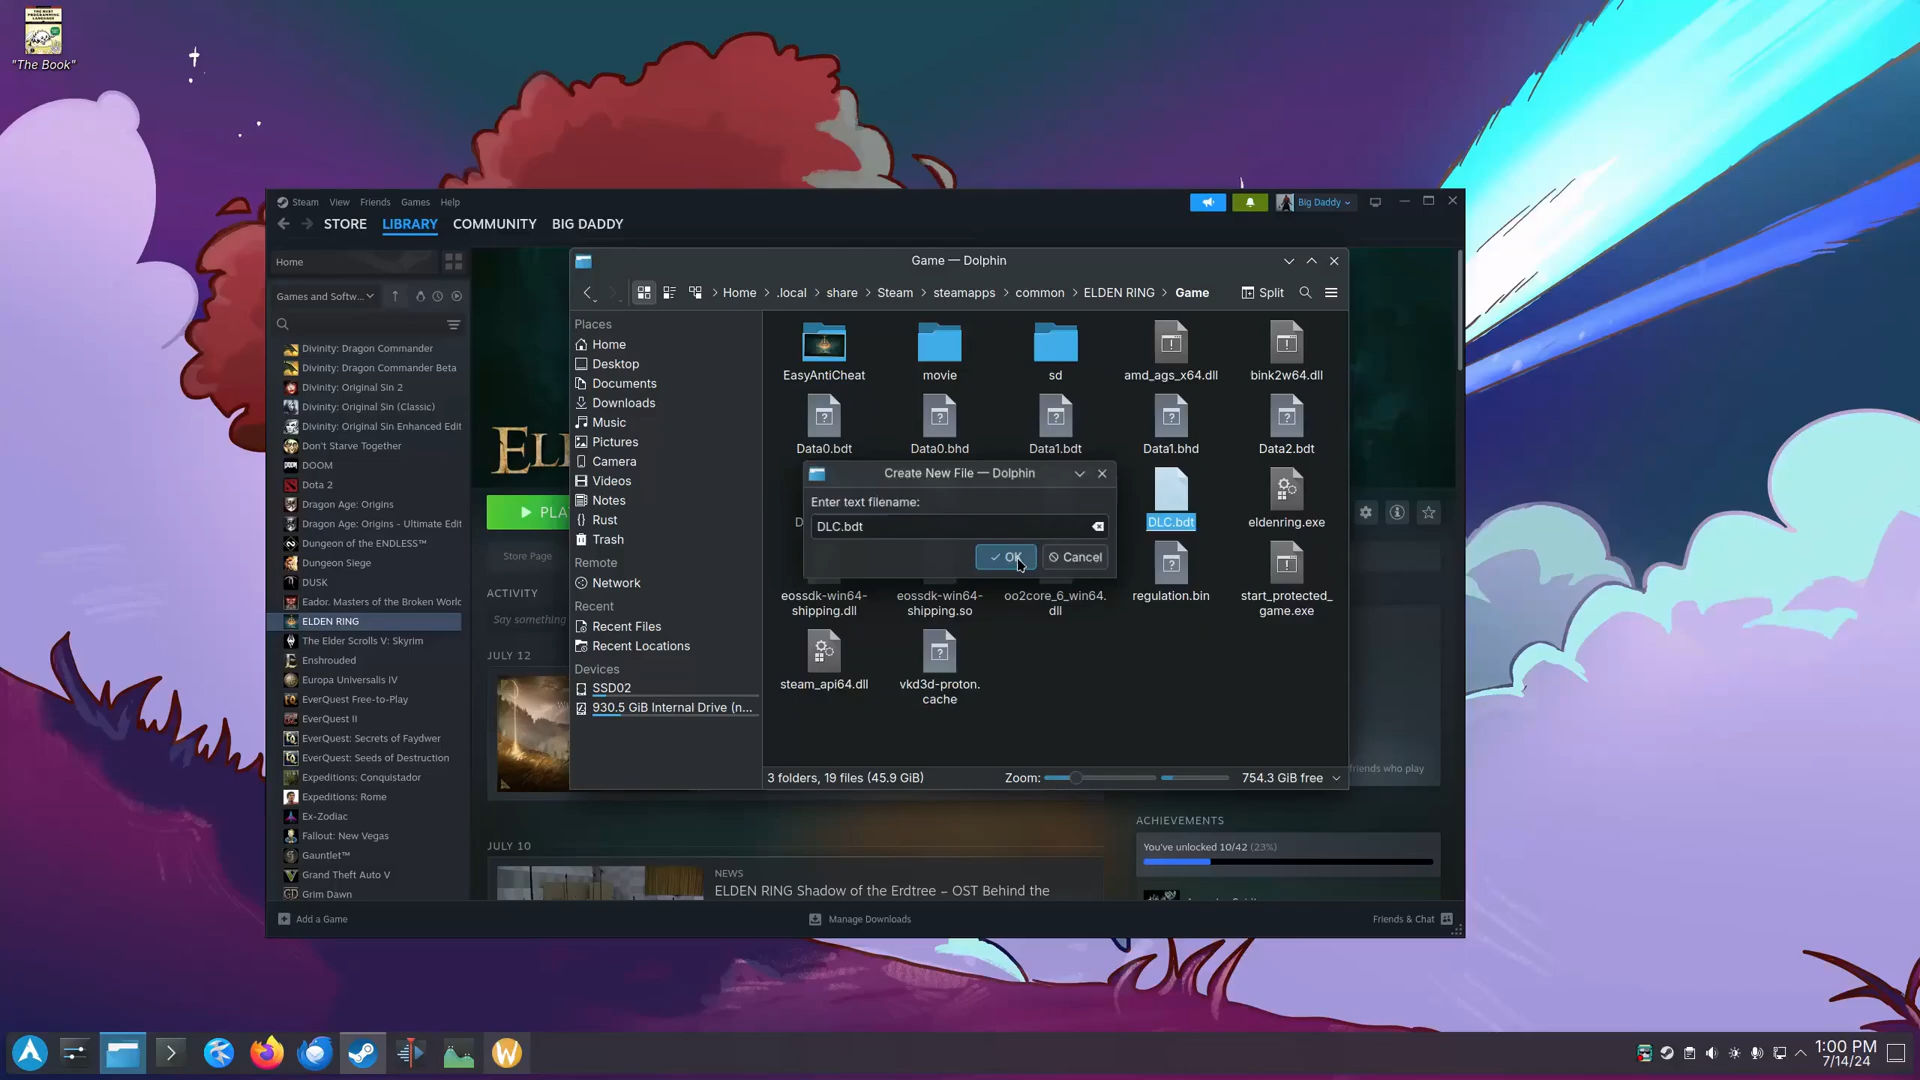 "The Book"
Steam View Friends Games Help
Big Daddy
STORE LIBRARY COMMUNITY BIG DADDY
Home
Games and Softw...
Divinity: Dragon Commander
Divinity: Dragon Commander Beta
Divinity: Original Sin 2
Divinity: Original Sin (Classic)
Divinity: Original Sin Enhanced Edit
Don't Starve Together
DOOM
Dota 2
Dragon Age: Origins
Dragon Age: Origins - Ultimate Edit
Dungeon of the ENDLESS™
Dungeon Siege
DUSK
Eador. Masters of the Broken World
ELDEN RING
The Elder Scrolls V: Skyrim
Enshrouded
Europa Universalis IV
EverQuest Free-to-Play
EverQuest II
EverQuest: Secrets of Faydwer
EverQuest: Seeds of Destruction
Expeditions: Conquistador
Expeditions: Rome
Ex-Zodiac
Fallout: New Vegas
Gauntlet™
Grand Theft Auto V
Grim Dawn
Add a Game
PLA
Store Page
ACTIVITY
Say something
JULY 12
JULY 10
NEWS
ELDEN RING Shadow of the Erdtree – OST Behind the
friends who play
ACHIEVEMENTS
You've unlocked 10/42 (23%)
Manage Downloads
Friends & Chat
Game — Dolphin
Home > .local > share > Steam > steamapps > common > ELDEN RING > Game
Split
Places
Home
Desktop
Documents
Downloads
Music
Pictures
Camera
Videos
Notes
Rust
Trash
Remote
Network
Recent
Recent Files
Recent Locations
Devices
SSD02
930.5 GiB Internal Drive (n...
EasyAntiCheat movie sd amd_ags_x64.dll bink2w64.dll
Data0.bdt Data0.bhd Data1.bdt Data1.bhd Data2.bdt
DLC.bdt eldenring.exe
eossdk-win64-
shipping.dll
eossdk-win64-
shipping.so
oo2core_6_win64.
dll
regulation.bin
start_protected_
game.exe
steam_api64.dll
vkd3d-proton.
cache
3 folders, 19 files (45.9 GiB)
Zoom:
754.3 GiB free
Create New File — Dolphin
Enter text filename:
DLC.bdt
OK
Cancel
1:00 PM
7/14/24